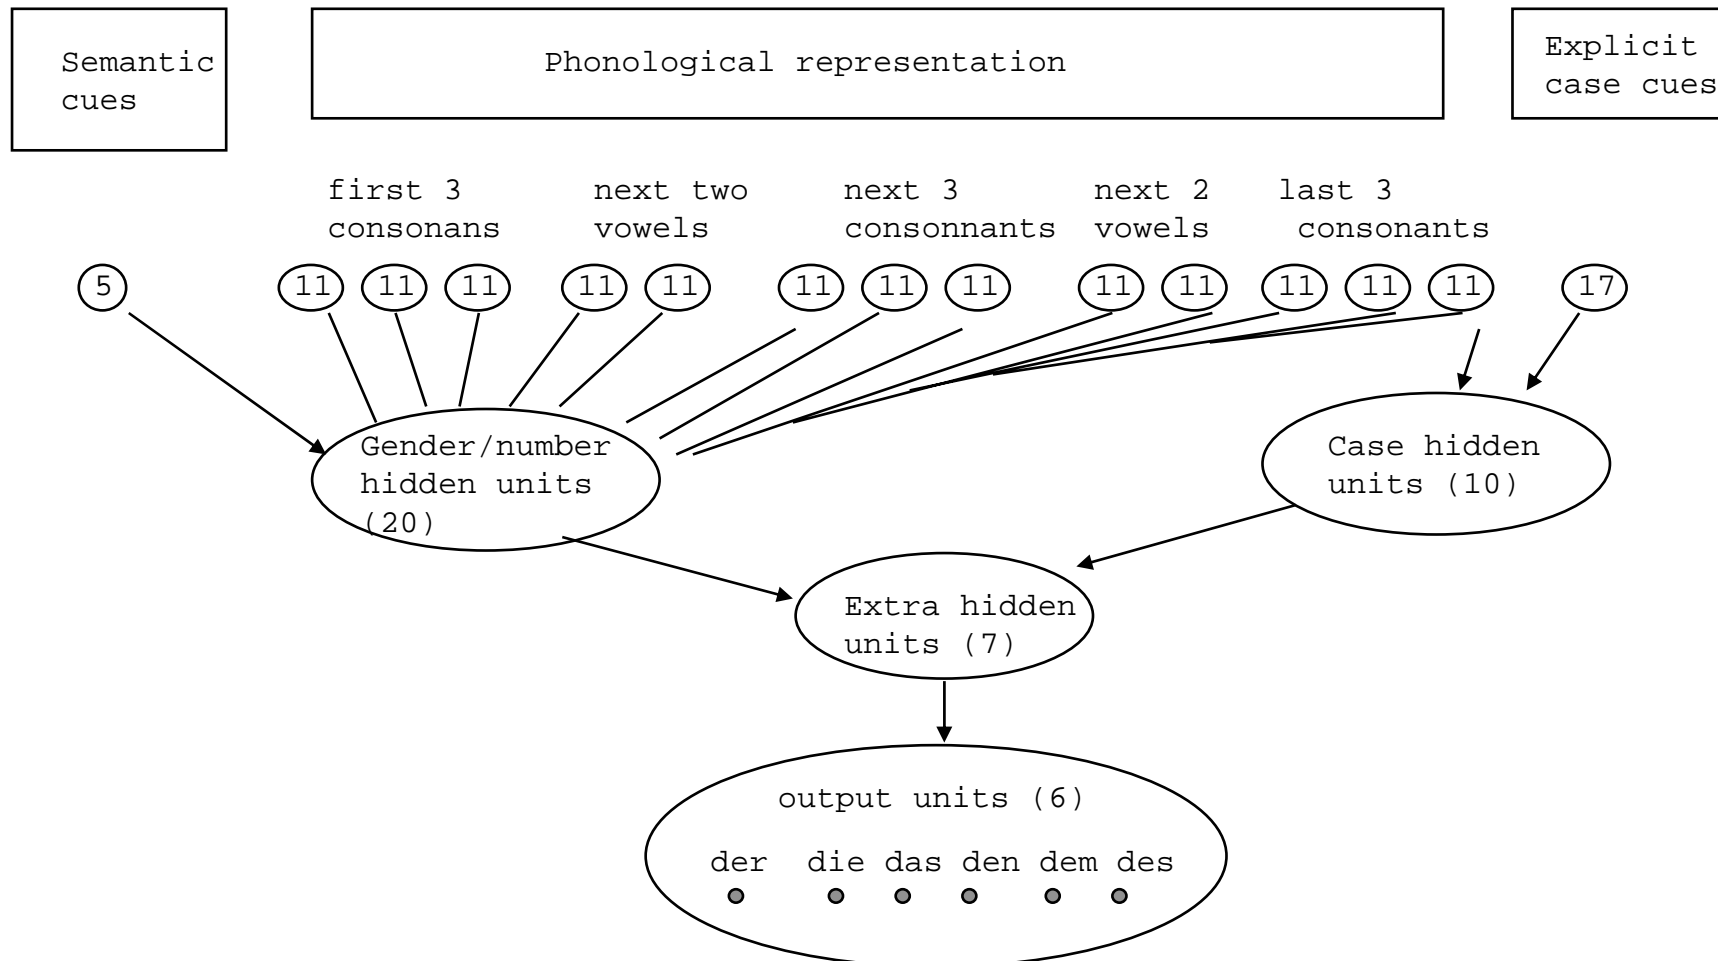 Semantic
cues
Phonological representation
Explicit
case cues
first 3
consonans
next two
vowels
next 3
consonnants
next 2
vowels
last 3
consonants
5
11 11 11
11 11
11 11 11
11 11
11 11 11
17
Gender/number
hidden units
(20)
Case hidden
units (10)
Extra hidden
units (7)
output units (6)
der die das den dem des